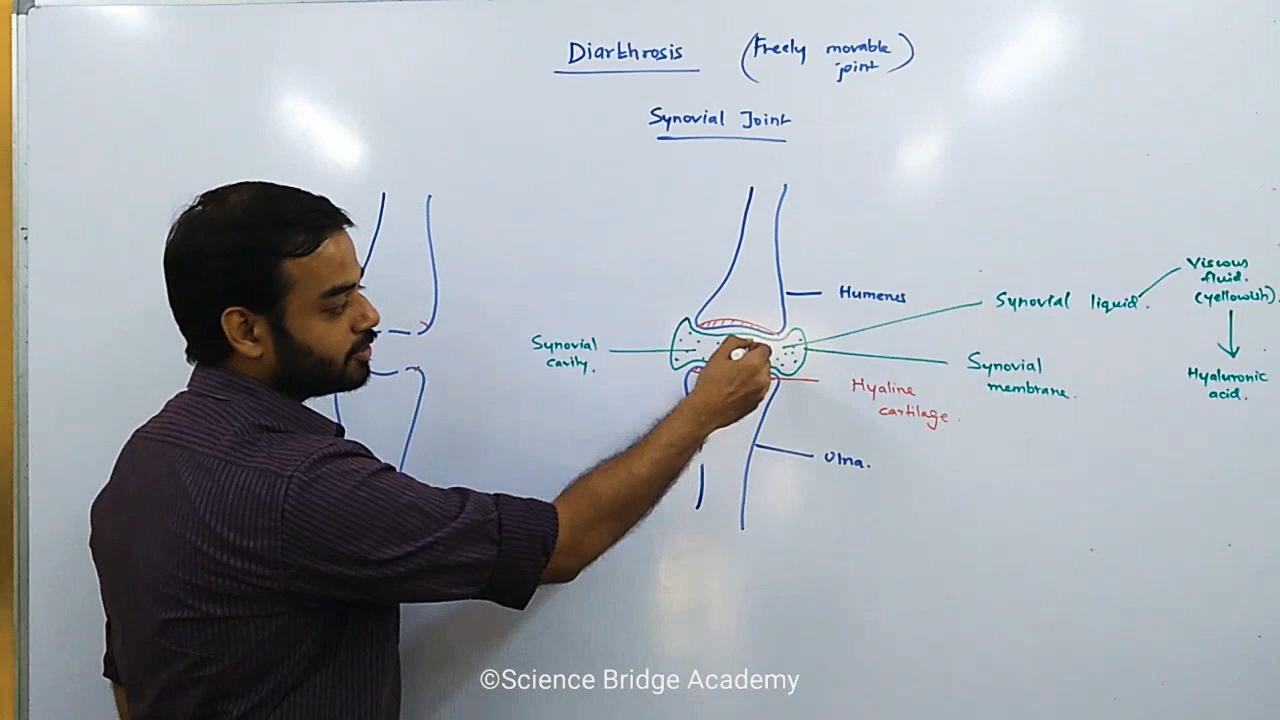 Diarthrosis (Freely movable
joint)
Synovial Joint
Humerus
Synovial liquid.
Viscous
fluid.
(yellowish).
Hyaluronic
acid.
Synovial
cavity.
Synovial
membrane.
Hyaline
cartilage.
Ulna.
©Science Bridge Academy